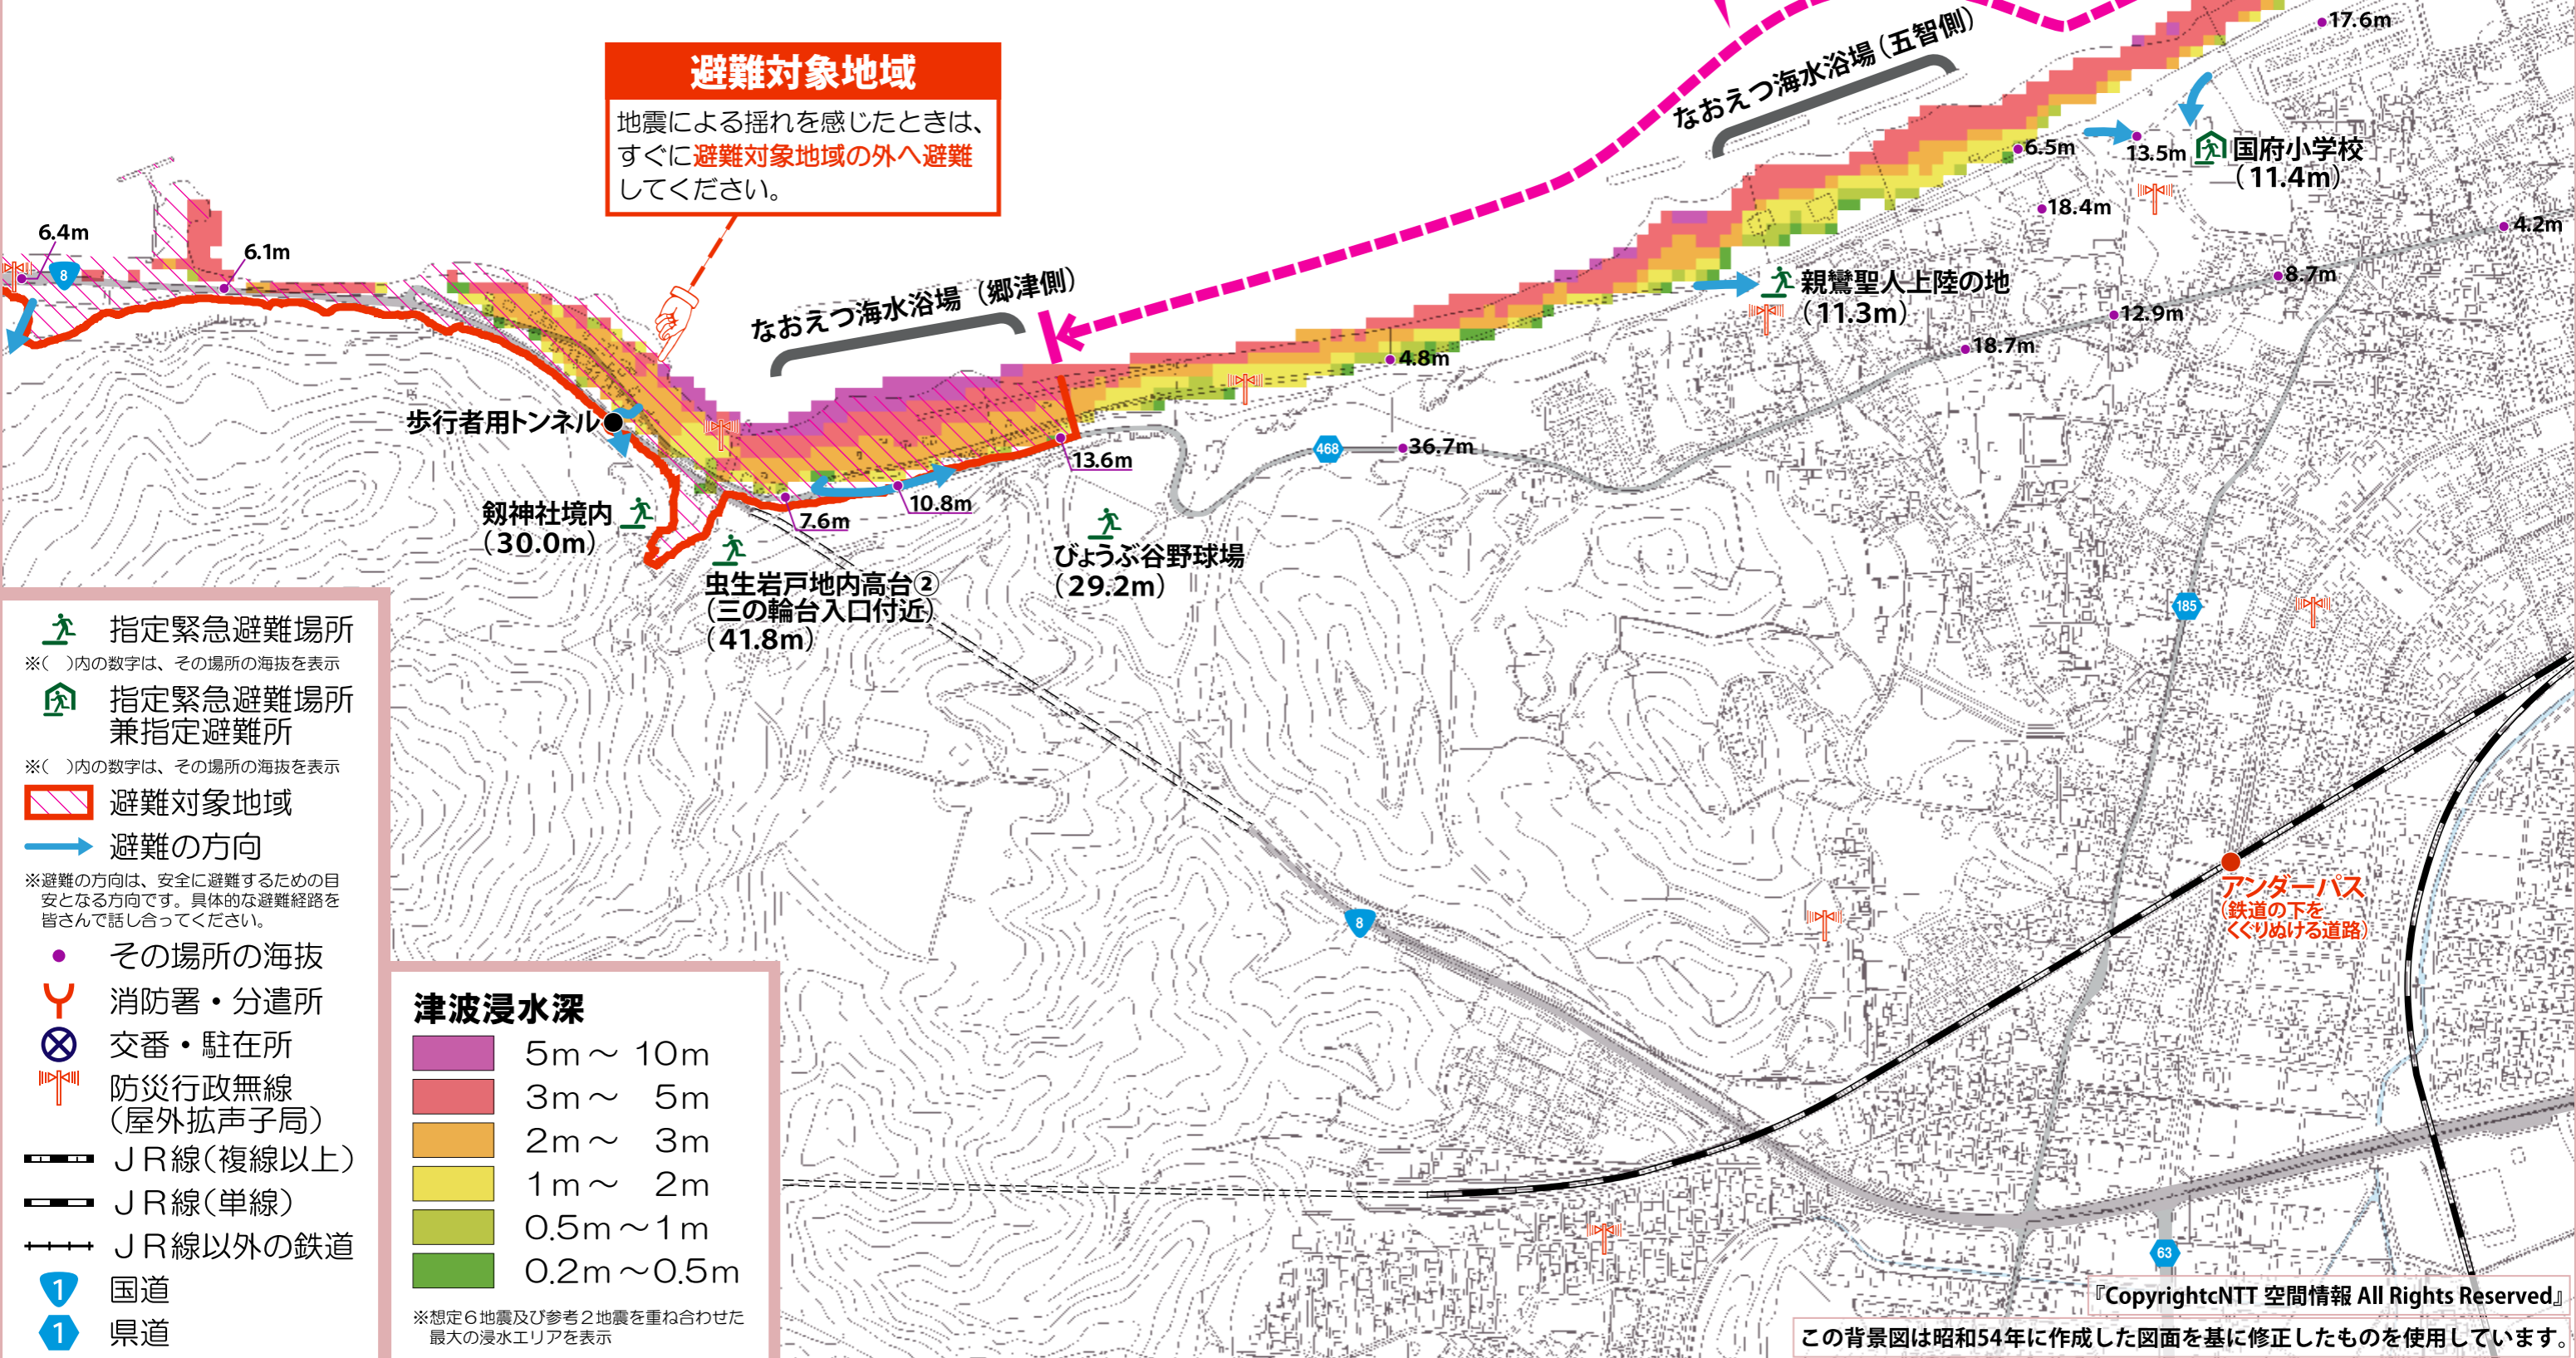 避難対象地域
地震による揺れを感じたときは、
すぐに避難対象地域の外へ避難
してください。
なおえつ海水浴場（五智側）
なおえつ海水浴場（郷津側）
17.6m
6.5m
13.5m
国府小学校
（11.4m）
18.4m
4.2m
8.7m
12.9m
18.7m
親鸞聖人上陸の地
（11.3m）
6.4m
8
6.1m
4.8m
歩行者用トンネル
468
36.7m
13.6m
10.8m
7.6m
剱神社境内
（30.0m）
びょうぶ谷野球場
（29.2m）
虫生岩戸地内高台②
（三の輪台入口付近）
（41.8m）
185
アンダーパス
（鉄道の下を
くぐりぬける道路）
8
63
指定緊急避難場所
※(　)内の数字は、その場所の海抜を表示
指定緊急避難場所
兼指定避難所
※(　)内の数字は、その場所の海抜を表示
避難対象地域
避難の方向
※避難の方向は、安全に避難するための目
安となる方向です。具体的な避難経路を
皆さんで話し合ってください。
その場所の海抜
消防署・分遣所
交番・駐在所
防災行政無線
（屋外拡声子局）
ＪＲ線（複線以上）
ＪＲ線（単線）
ＪＲ線以外の鉄道
1 国道
1 県道
津波浸水深
5m～ 10m
3m～ 5m
2m～ 3m
1m～ 2m
0.5m～1m
0.2m～0.5m
※想定６地震及び参考２地震を重ね合わせた
最大の浸水エリアを表示
『CopyrightcNTT 空間情報 All Rights Reserved』
この背景図は昭和54年に作成した図面を基に修正したものを使用しています。